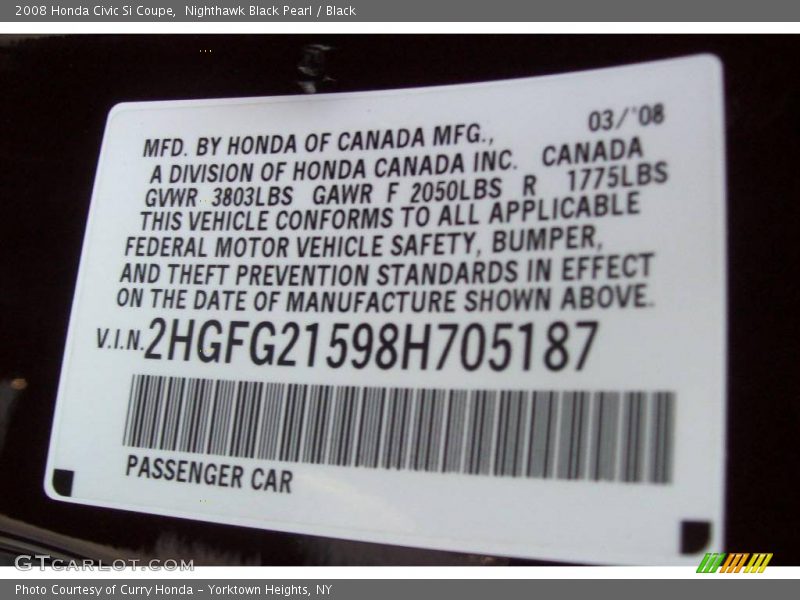 2008 Honda Civic Si Coupe,  Nighthawk Black Pearl / Black
03/'08
MFD. BY HONDA OF CANADA MFG.,
A DIVISION OF HONDA CANADA INC. CANADA
GVWR 3803LBS GAWR F 2050LBS R 1775LBS
THIS VEHICLE CONFORMS TO ALL APPLICABLE
FEDERAL MOTOR VEHICLE SAFETY, BUMPER,
AND THEFT PREVENTION STANDARDS IN EFFECT
ON THE DATE OF MANUFACTURE SHOWN ABOVE.
V.I.N. 2HGFG21598H705187
PASSENGER CAR
GTCARLOT.COM
Photo Courtesy of Curry Honda - Yorktown Heights, NY